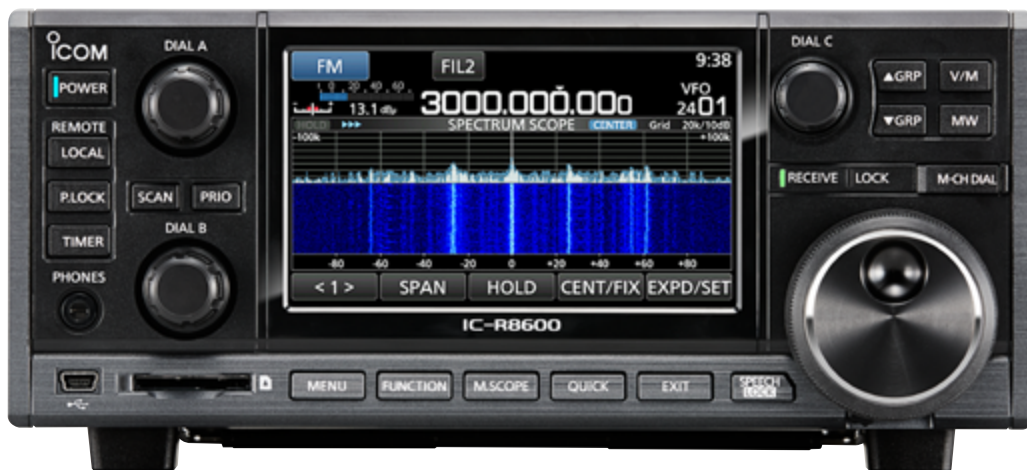 ICOM
DIAL A
POWER
REMOTE
LOCAL
P.LOCK
TIMER
PHONES
SCAN PRIO
DIAL B
FM FIL2 9:38
13.1
3000.000.000
VFO
24 01
HOLD SPECTRUM SCOPE CENTER Grid 20k/10dB
-100k +100k
-80 -60 -40 -20 0 +20 +40 +60 +80
<1> SPAN HOLD CENT/FIX EXPD/SET
IC-R8600
DIAL C
▲GRP V/M
▼GRP MW
RECEIVE LOCK M-CH DIAL
MENU FUNCTION M.SCOPE QUICK EXIT SPEECH
LOCK